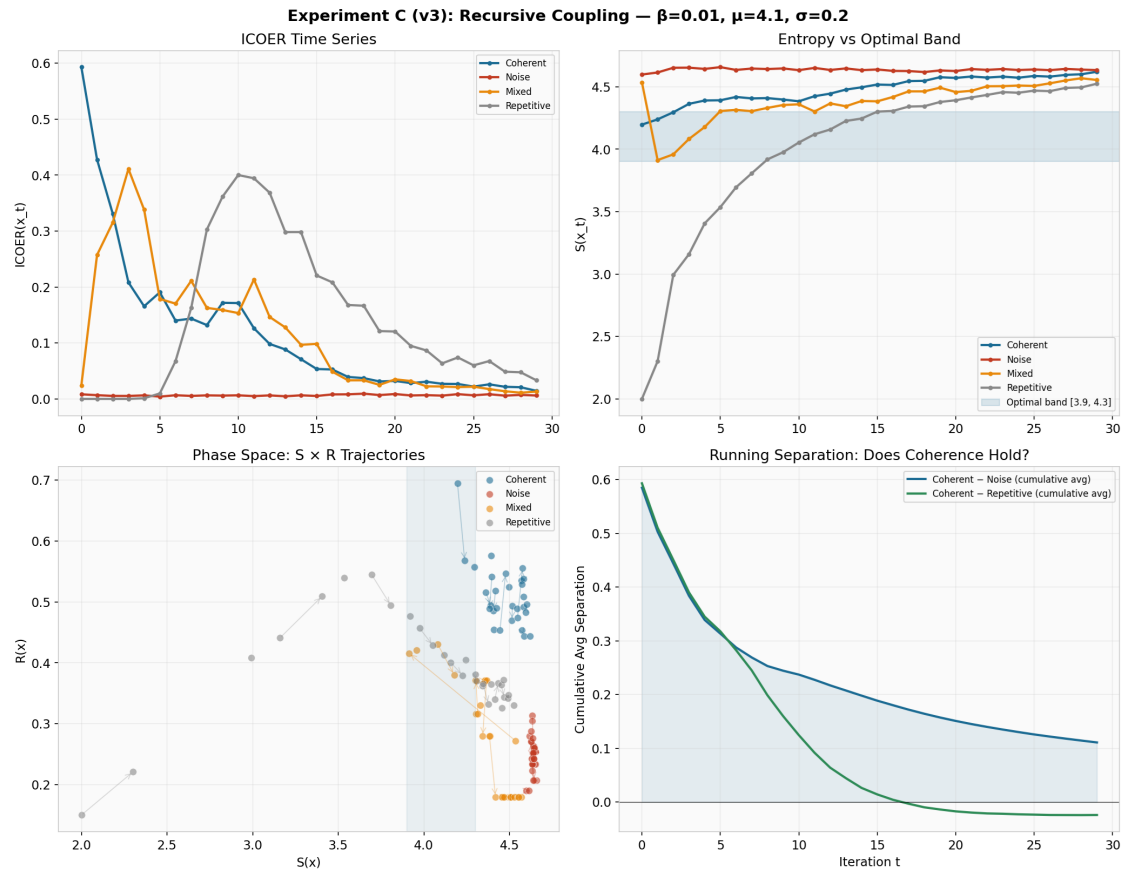 Experiment C (v3): Recursive Coupling — β=0.01, μ=4.1, σ=0.2
ICOER Time Series
ICOER(x_t)
0.6
0.5
0.4
0.3
0.2
0.1
0.0
0 5 10 15 20 25 30
Coherent
Noise
Mixed
Repetitive
Entropy vs Optimal Band
S(x_t)
4.5
4.0
3.5
3.0
2.5
2.0
0 5 10 15 20 25 30
Coherent
Noise
Mixed
Repetitive
Optimal band [3.9, 4.3]
Phase Space: S × R Trajectories
R(x)
0.7
0.6
0.5
0.4
0.3
0.2
2.0 2.5 3.0 3.5 4.0 4.5
S(x)
Coherent
Noise
Mixed
Repetitive
Running Separation: Does Coherence Hold?
Cumulative Avg Separation
0.6
0.5
0.4
0.3
0.2
0.1
0.0
0 5 10 15 20 25 30
Iteration t
Coherent − Noise (cumulative avg)
Coherent − Repetitive (cumulative avg)